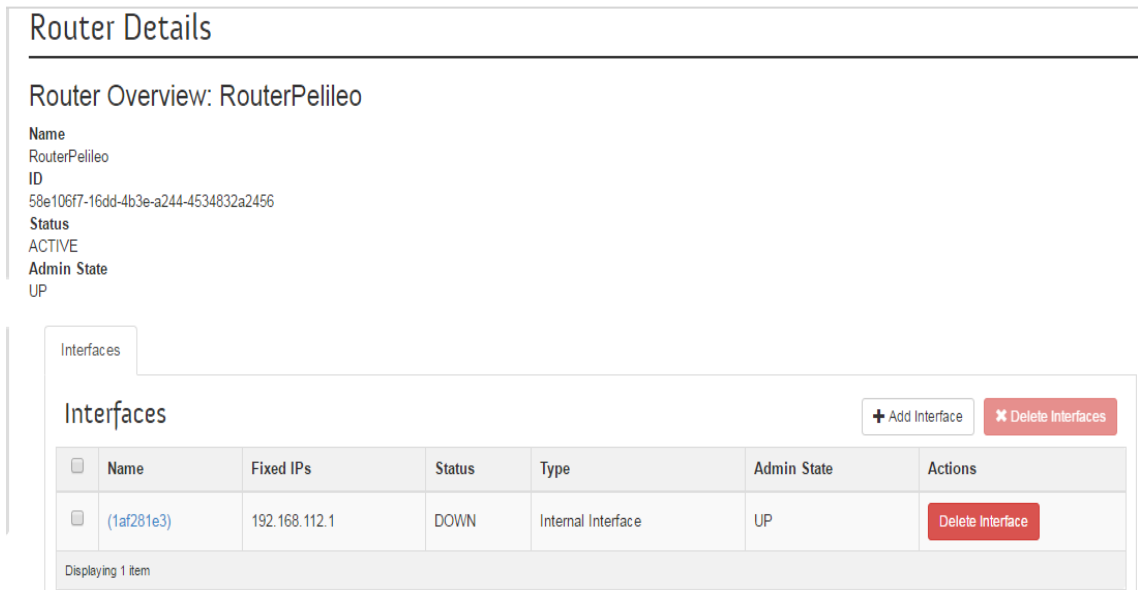 Router Details
Router Overview: RouterPelileo
Name
RouterPelileo
ID
58e106f7-16dd-4b3e-a244-4534832a2456
Status
ACTIVE
Admin State
UP
Interfaces
Interfaces
+ Add Interface ✖ Delete Interfaces
Name Fixed IPs Status Type Admin State Actions
(1af281e3) 192.168.112.1 DOWN Internal Interface UP Delete Interface
Displaying 1 item